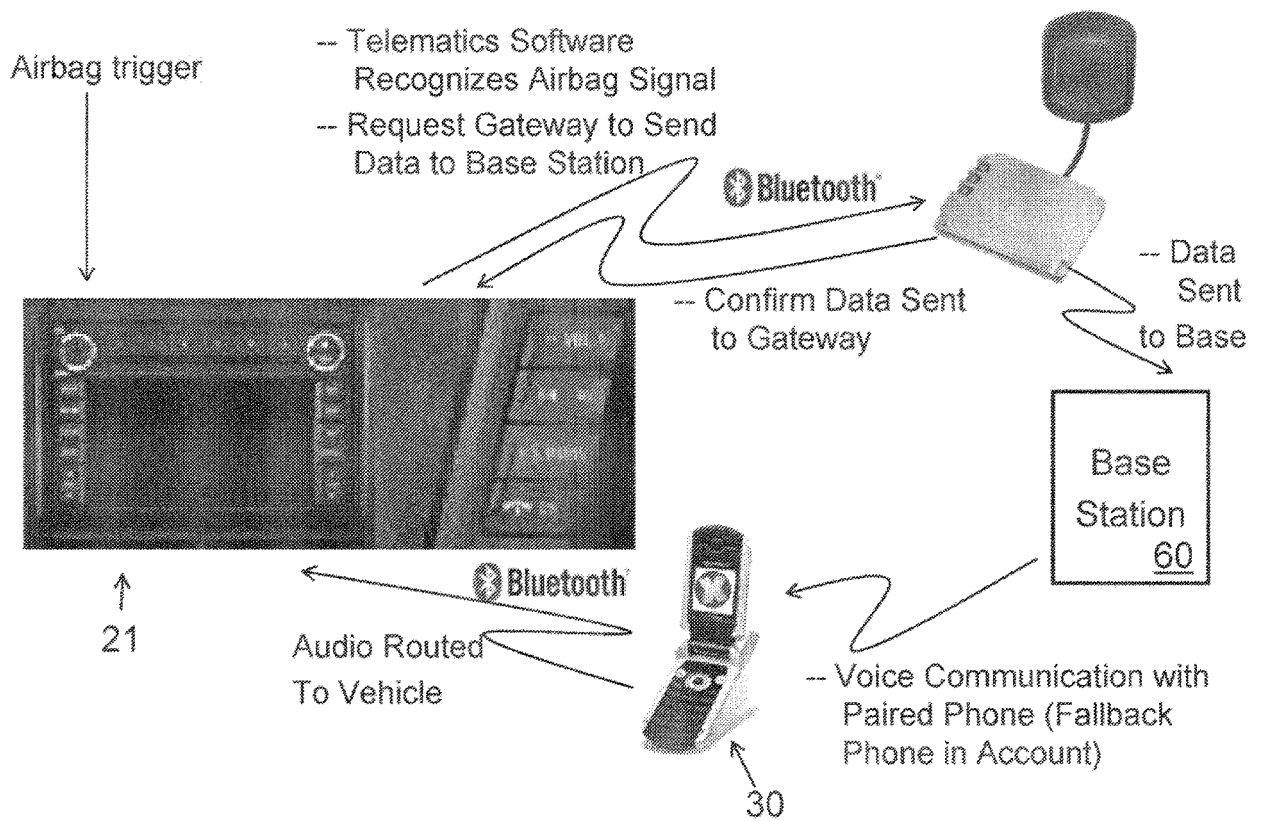 Airbag trigger
-- Telematics Software
Recognizes Airbag Signal
-- Request Gateway to Send
Data to Base Station
Bluetooth
-- Data
Sent
to Base
-- Confirm Data Sent
to Gateway
Base
Station
60
Bluetooth
21
Audio Routed
To Vehicle
-- Voice Communication with
Paired Phone (Fallback
Phone in Account)
30